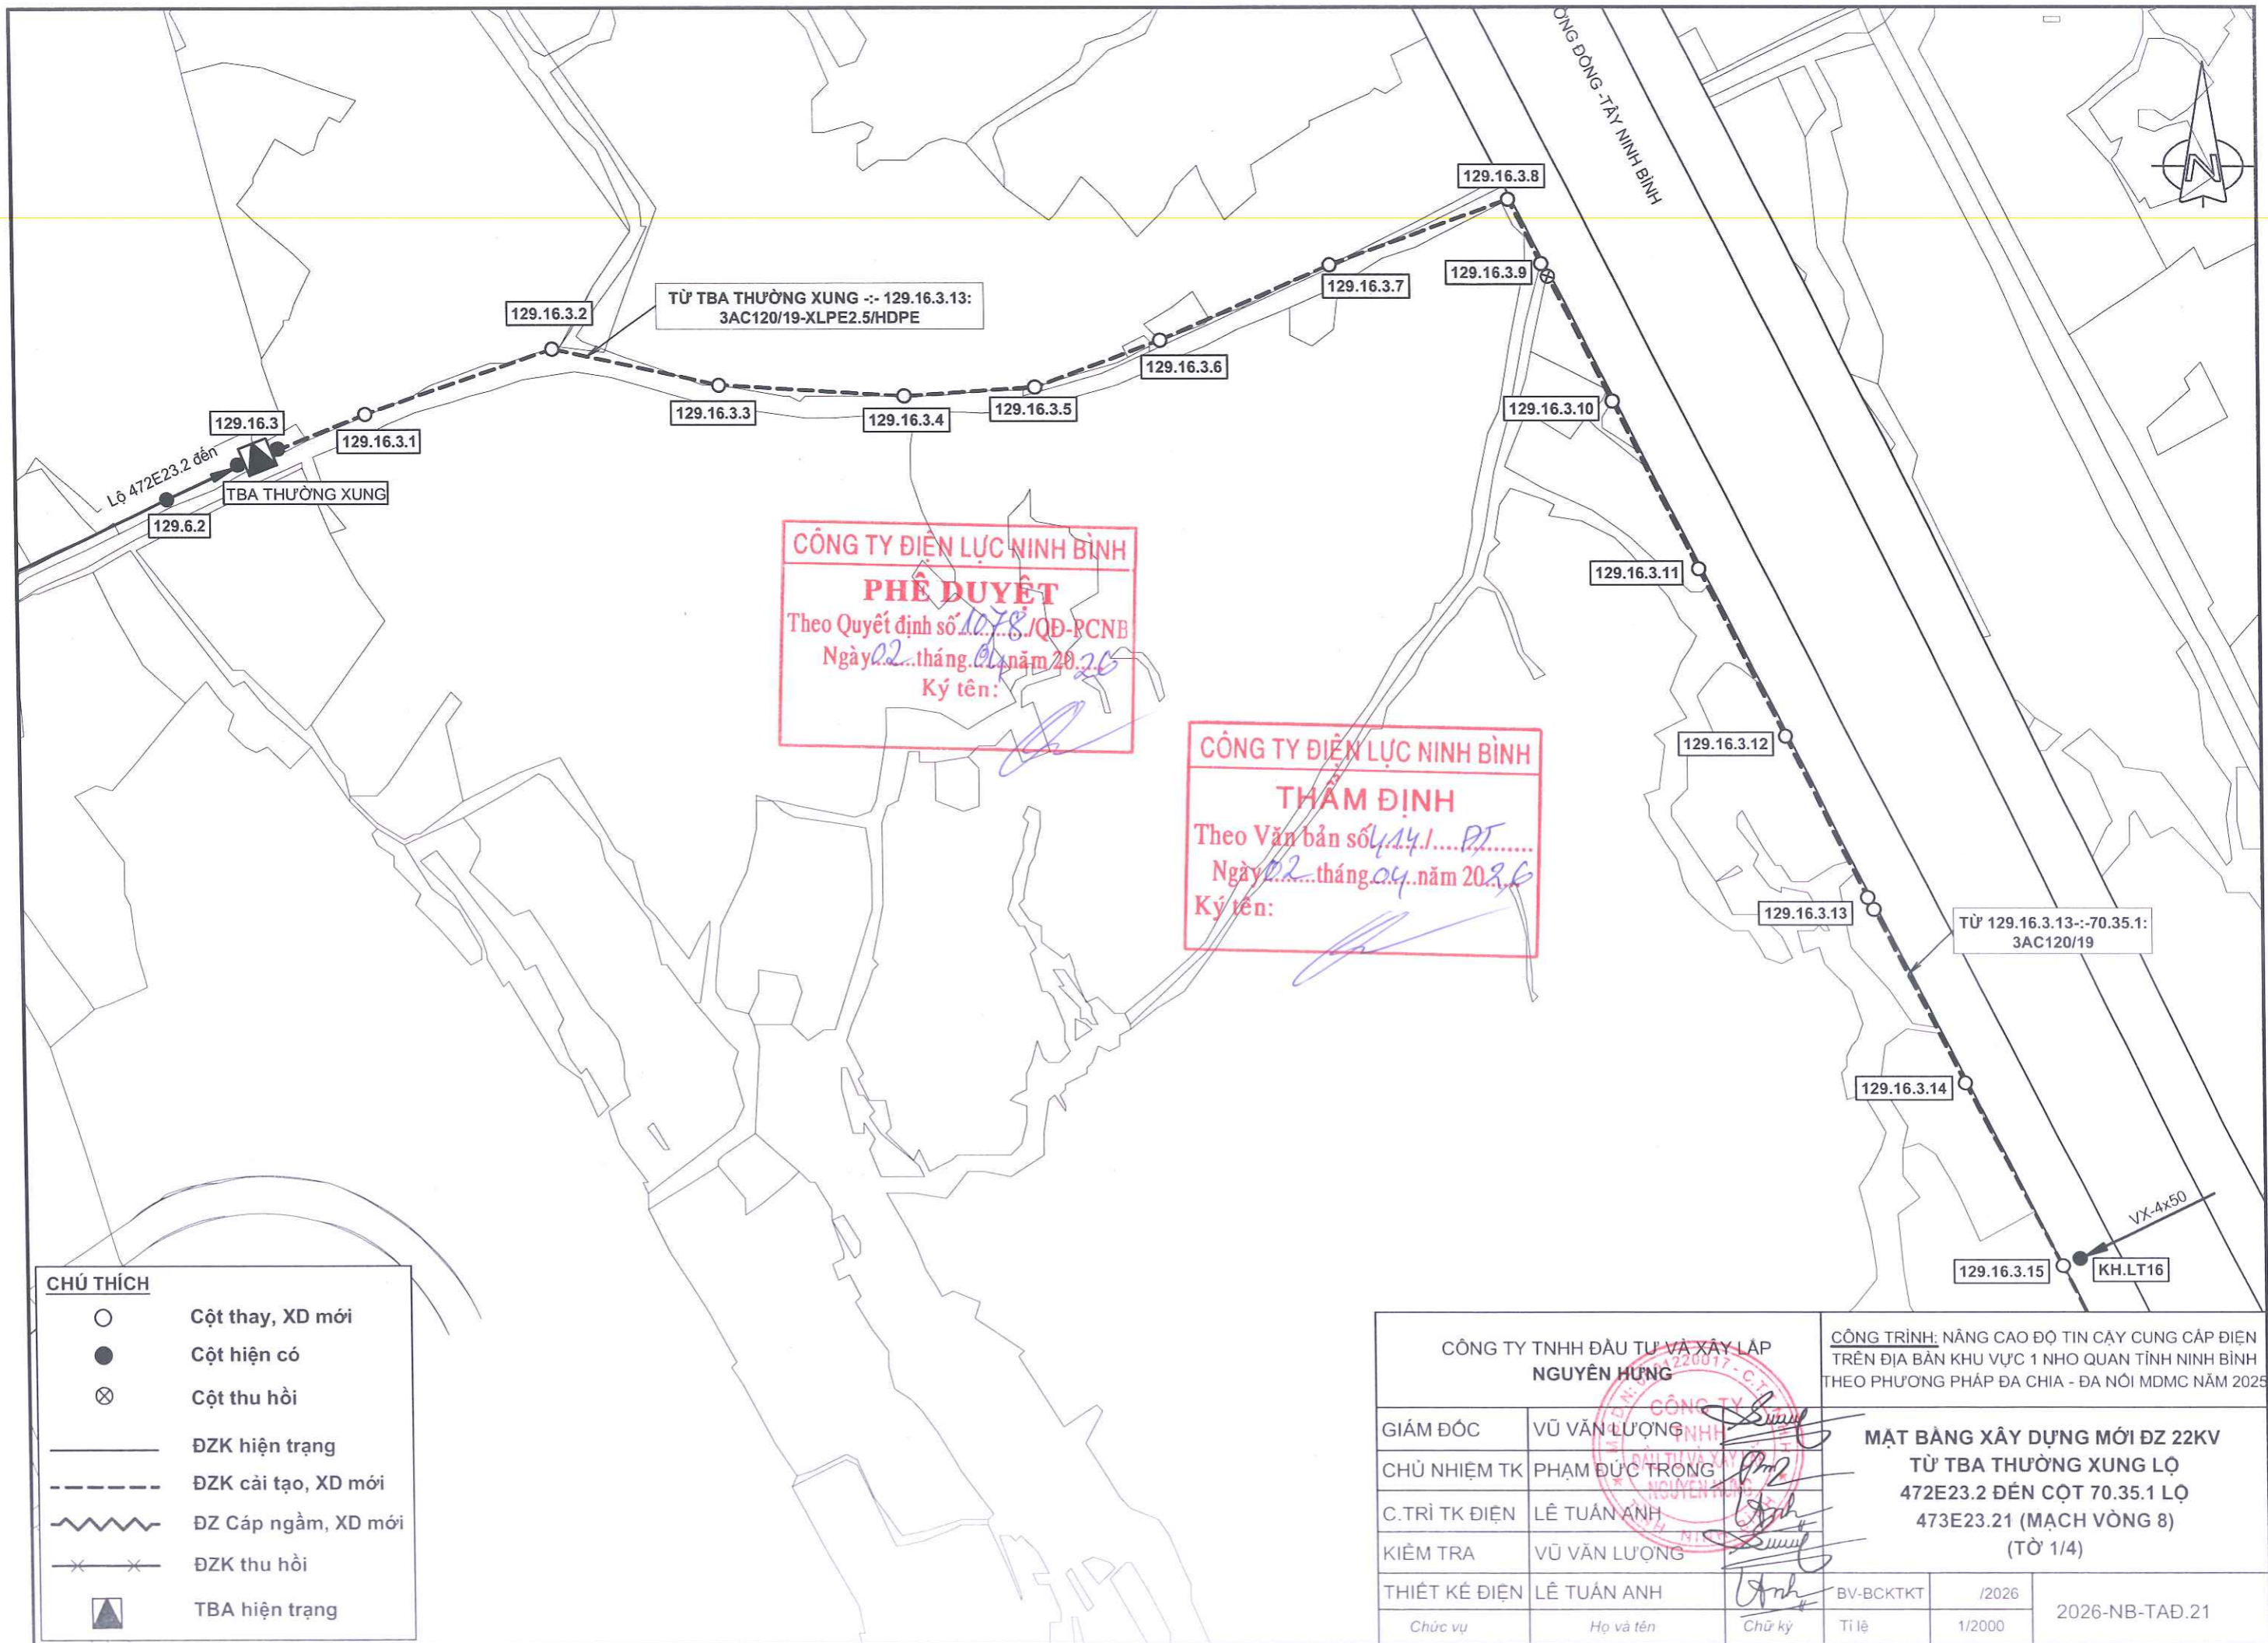 ƯỜNG ĐÔNG -TÂY NINH BÌNH
N
129.16.3.8
129.16.3.9
129.16.3.7
129.16.3.2
TỪ TBA THƯỜNG XUNG -:- 129.16.3.13:
3AC120/19-XLPE2.5/HDPE
129.16.3.6
129.16.3.3
129.16.3.4
129.16.3.5
129.16.3.10
129.16.3
129.16.3.1
Lộ 472E23.2 đến
TBA THƯỜNG XUNG
129.6.2
129.16.3.11
CÔNG TY ĐIỆN LỰC NINH BÌNH
PHÊ DUYỆT
Theo Quyết định số 1078 /QĐ-PCNB
Ngày 02 tháng 04 năm 20 26
Ký tên:
CÔNG TY ĐIỆN LỰC NINH BÌNH
THẨM ĐỊNH
Theo Văn bản số 414 / PT
Ngày 02 tháng 04 năm 20 26
Ký tên:
129.16.3.12
129.16.3.13
TỪ 129.16.3.13-:-70.35.1:
3AC120/19
129.16.3.14
VX-4x50
129.16.3.15
KH.LT16
CHÚ THÍCH
Cột thay, XD mới
Cột hiện có
Cột thu hồi
ĐZK hiện trạng
ĐZK cải tạo, XD mới
ĐZ Cáp ngầm, XD mới
ĐZK thu hồi
TBA hiện trạng
CÔNG TY TNHH ĐẦU TƯ VÀ XÂY LẮP
NGUYÊN HƯNG
CÔNG TRÌNH: NÂNG CAO ĐỘ TIN CẬY CUNG CẤP ĐIỆN
TRÊN ĐỊA BÀN KHU VỰC 1 NHO QUAN TỈNH NINH BÌNH
THEO PHƯƠNG PHÁP ĐA CHIA - ĐA NỐI MDMC NĂM 2025
GIÁM ĐỐC VŨ VĂN LƯỢNG
CHỦ NHIỆM TK PHẠM ĐỨC TRỌNG
C.TRÌ TK ĐIỆN LÊ TUẤN ANH
KIỂM TRA VŨ VĂN LƯỢNG
THIẾT KẾ ĐIỆN LÊ TUẤN ANH
Chức vụ Họ và tên Chữ ký
CÔNG TY
TNHH
ĐẦU TƯ VÀ XÂY LẮP
NGUYÊN HƯNG
MẶT BẰNG XÂY DỰNG MỚI ĐZ 22KV
TỪ TBA THƯỜNG XUNG LỘ
472E23.2 ĐẾN CỘT 70.35.1 LỘ
473E23.21 (MẠCH VÒNG 8)
(TỜ 1/4)
BV-BCKTKT /2026
Tỉ lệ 1/2000
2026-NB-TAĐ.21